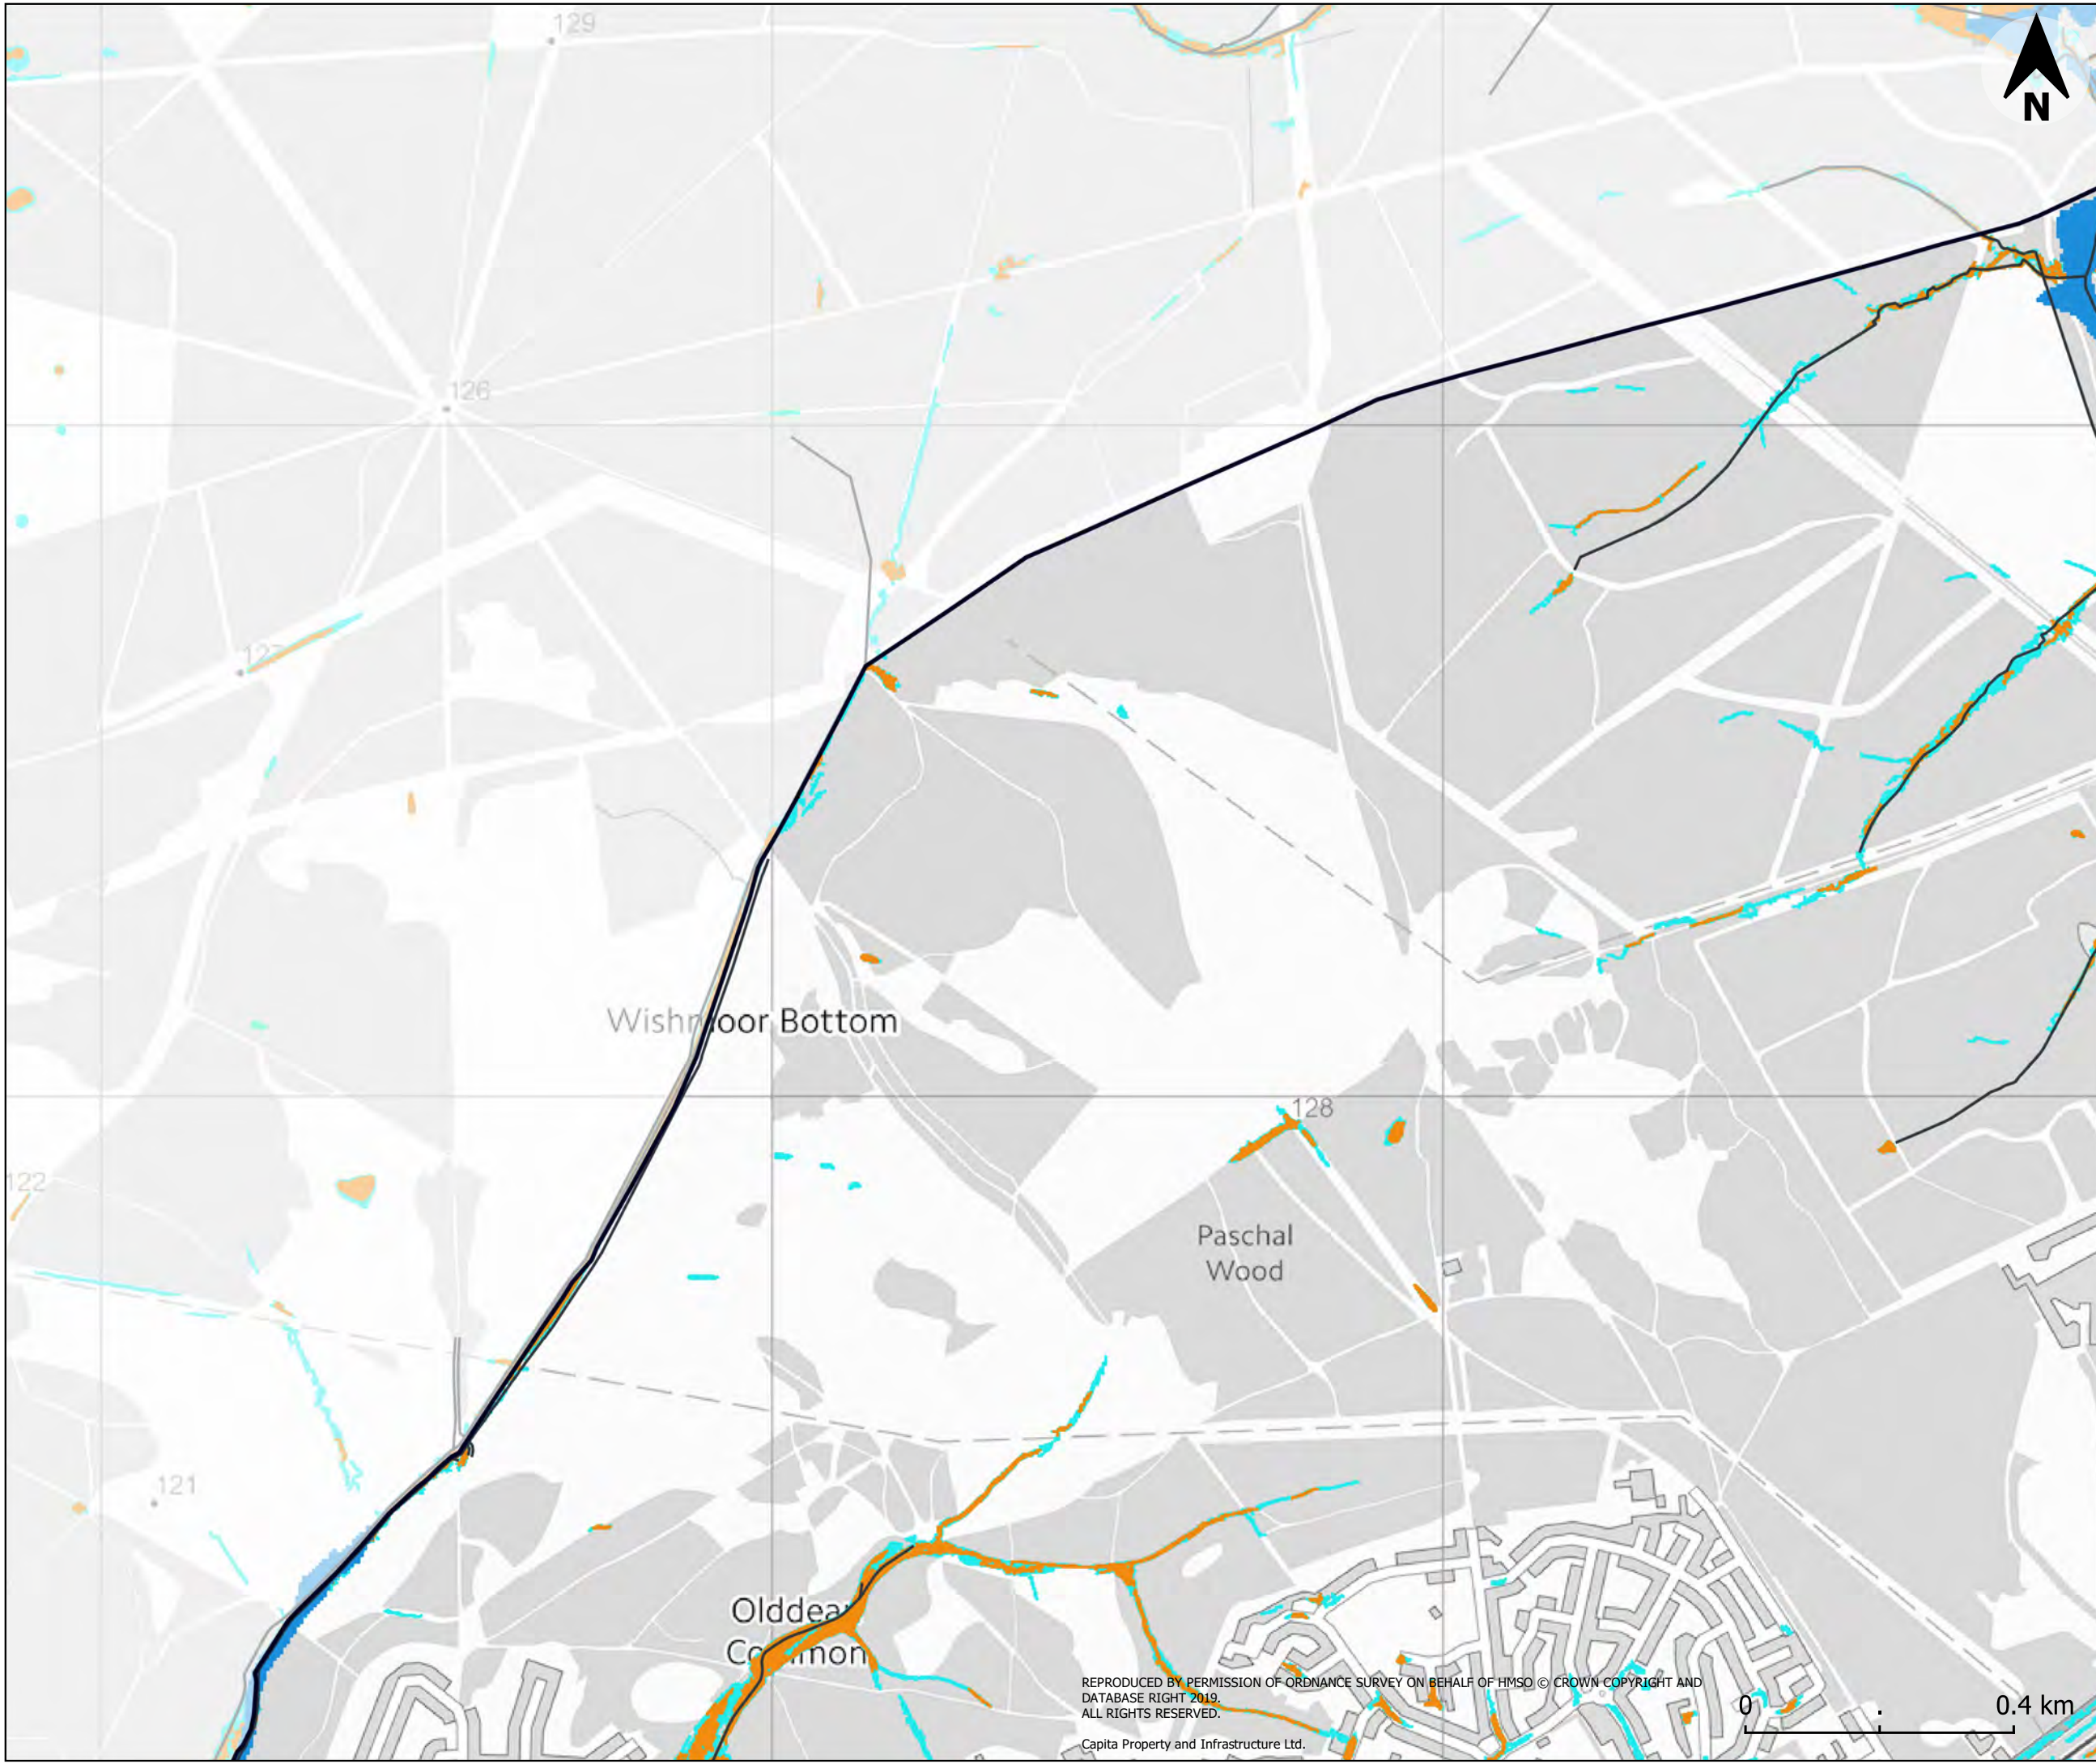 129
N
126
127
Wishmoor Bottom
128
122
Paschal
Wood
121
Olddean
Common
REPRODUCED BY PERMISSION OF ORDNANCE SURVEY ON BEHALF OF HMSO © CROWN COPYRIGHT AND
DATABASE RIGHT 2019.
ALL RIGHTS RESERVED.
0 0.4 km
Capita Property and Infrastructure Ltd.